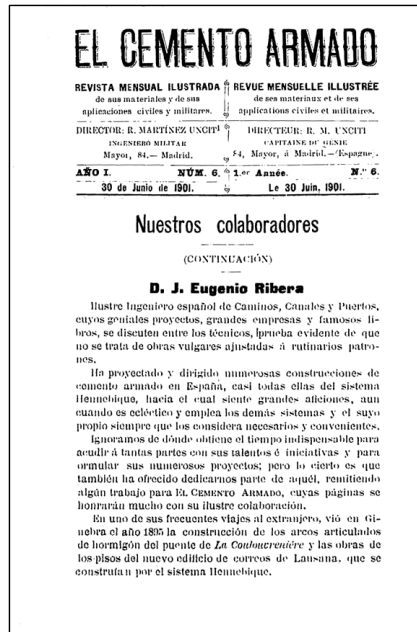 EL CEMENTO ARMADO
REVISTA MENSUAL ILUSTRADA
de sus materiales y de sus
aplicaciones civiles y militares.
REVUE MENSUELLE ILLUSTRÉE
de ses materiaux et de ses
applications civiles et militaires.
DIRECTOR: R. MARTÍNEZ UNCITI
INGENIERO MILITAR
Mayor, 84.— Madrid.
DIRECTEUR: R. M. UNCITI
CAPITAINE DU GÉNIE
84, Mayor, á Madrid.—(Espagne).
AÑO I. NÚM. 6.
30 de Junio de 1901.
1.er Année. N.º 6.
Le 30 Juin, 1901.
Nuestros colaboradores
(CONTINUACIÓN)
D. J. Eugenio Ribera
Ilustre Ingeniero español de Caminos, Canales y Puertos,
cuyos geniales proyectos, grandes empresas y famosos li-
bros, se discuten entre los técnicos, prueba evidente de que
no se trata de obras vulgares ajustadas á rutinarios patro-
nes.
Ha proyectado y dirigido numerosas construcciones de
cemento armado en España, casi todas ellas del sistema
Hennebique, hacia el cual siente grandes aficiones, aun
cuando es ecléctico y emplea los demás sistemas y el suyo
propio siempre que los considera necesarios y convenientes.
Ignoramos de dónde obtiene el tiempo indispensable para
acudir á tantas partes con sus talentos é iniciativas y para
ormular sus numerosos proyectos; pero lo cierto es que
también ha ofrecido dedicarnos parte de aquél, remitiendo
algún trabajo para EL CEMENTO ARMADO, cuyas páginas se
honrarán mucho con su ilustre colaboración.
En uno de sus frecuentes viajes al extranjero, vió en Gi-
nebra el año 1895 la construcción de los arcos articulados
de hormigón del puente de La Coulouvrenière y las obras de
los pisos del nuevo edificio de correos de Lausana, que se
construían por el sistema Hennebique.